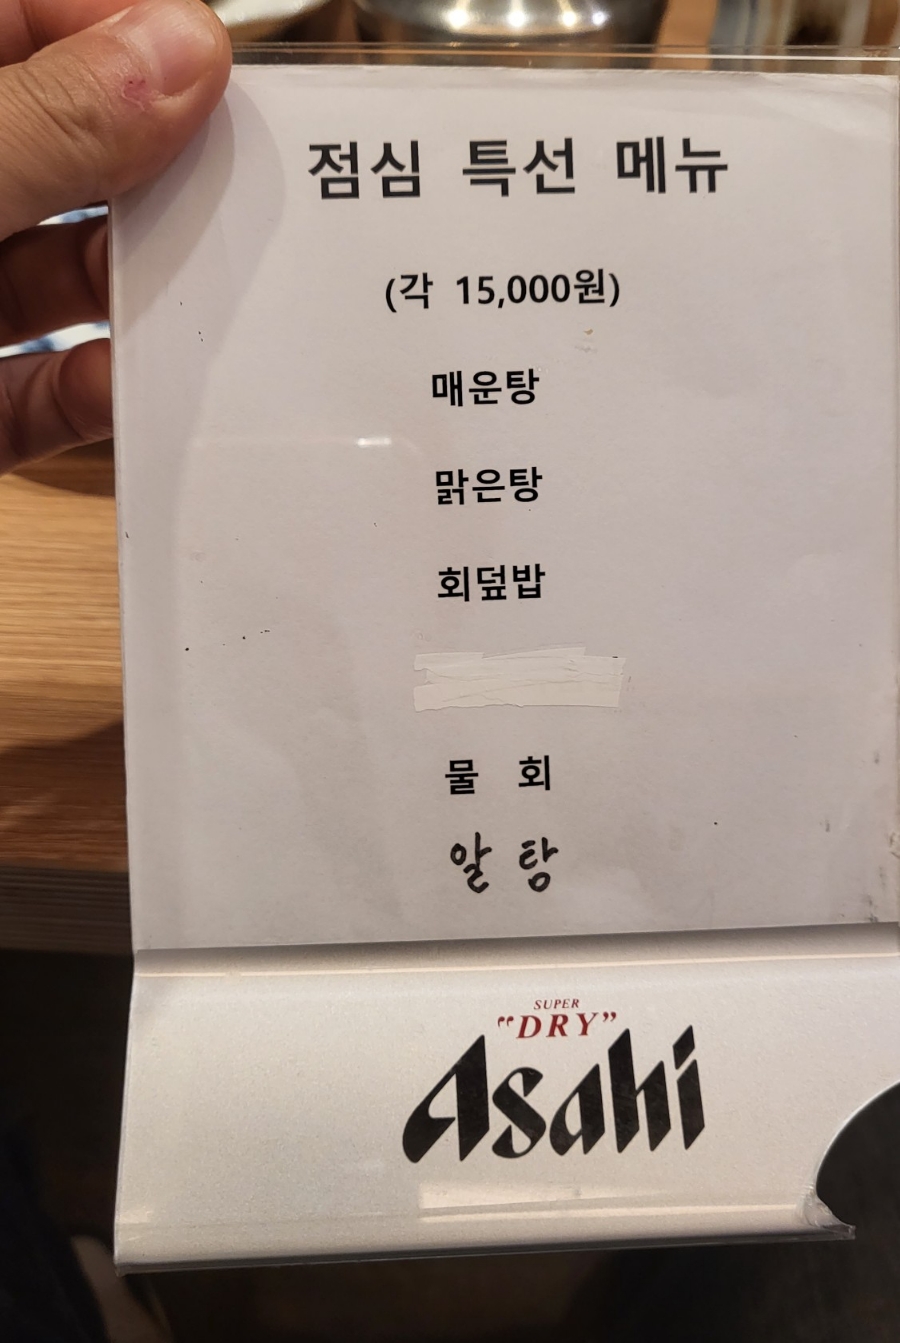 점심 특선 메뉴
(각 15,000원)
매운탕
맑은탕
회덮밥
물 회
알 탕
SUPER
"DRY"
Asahi